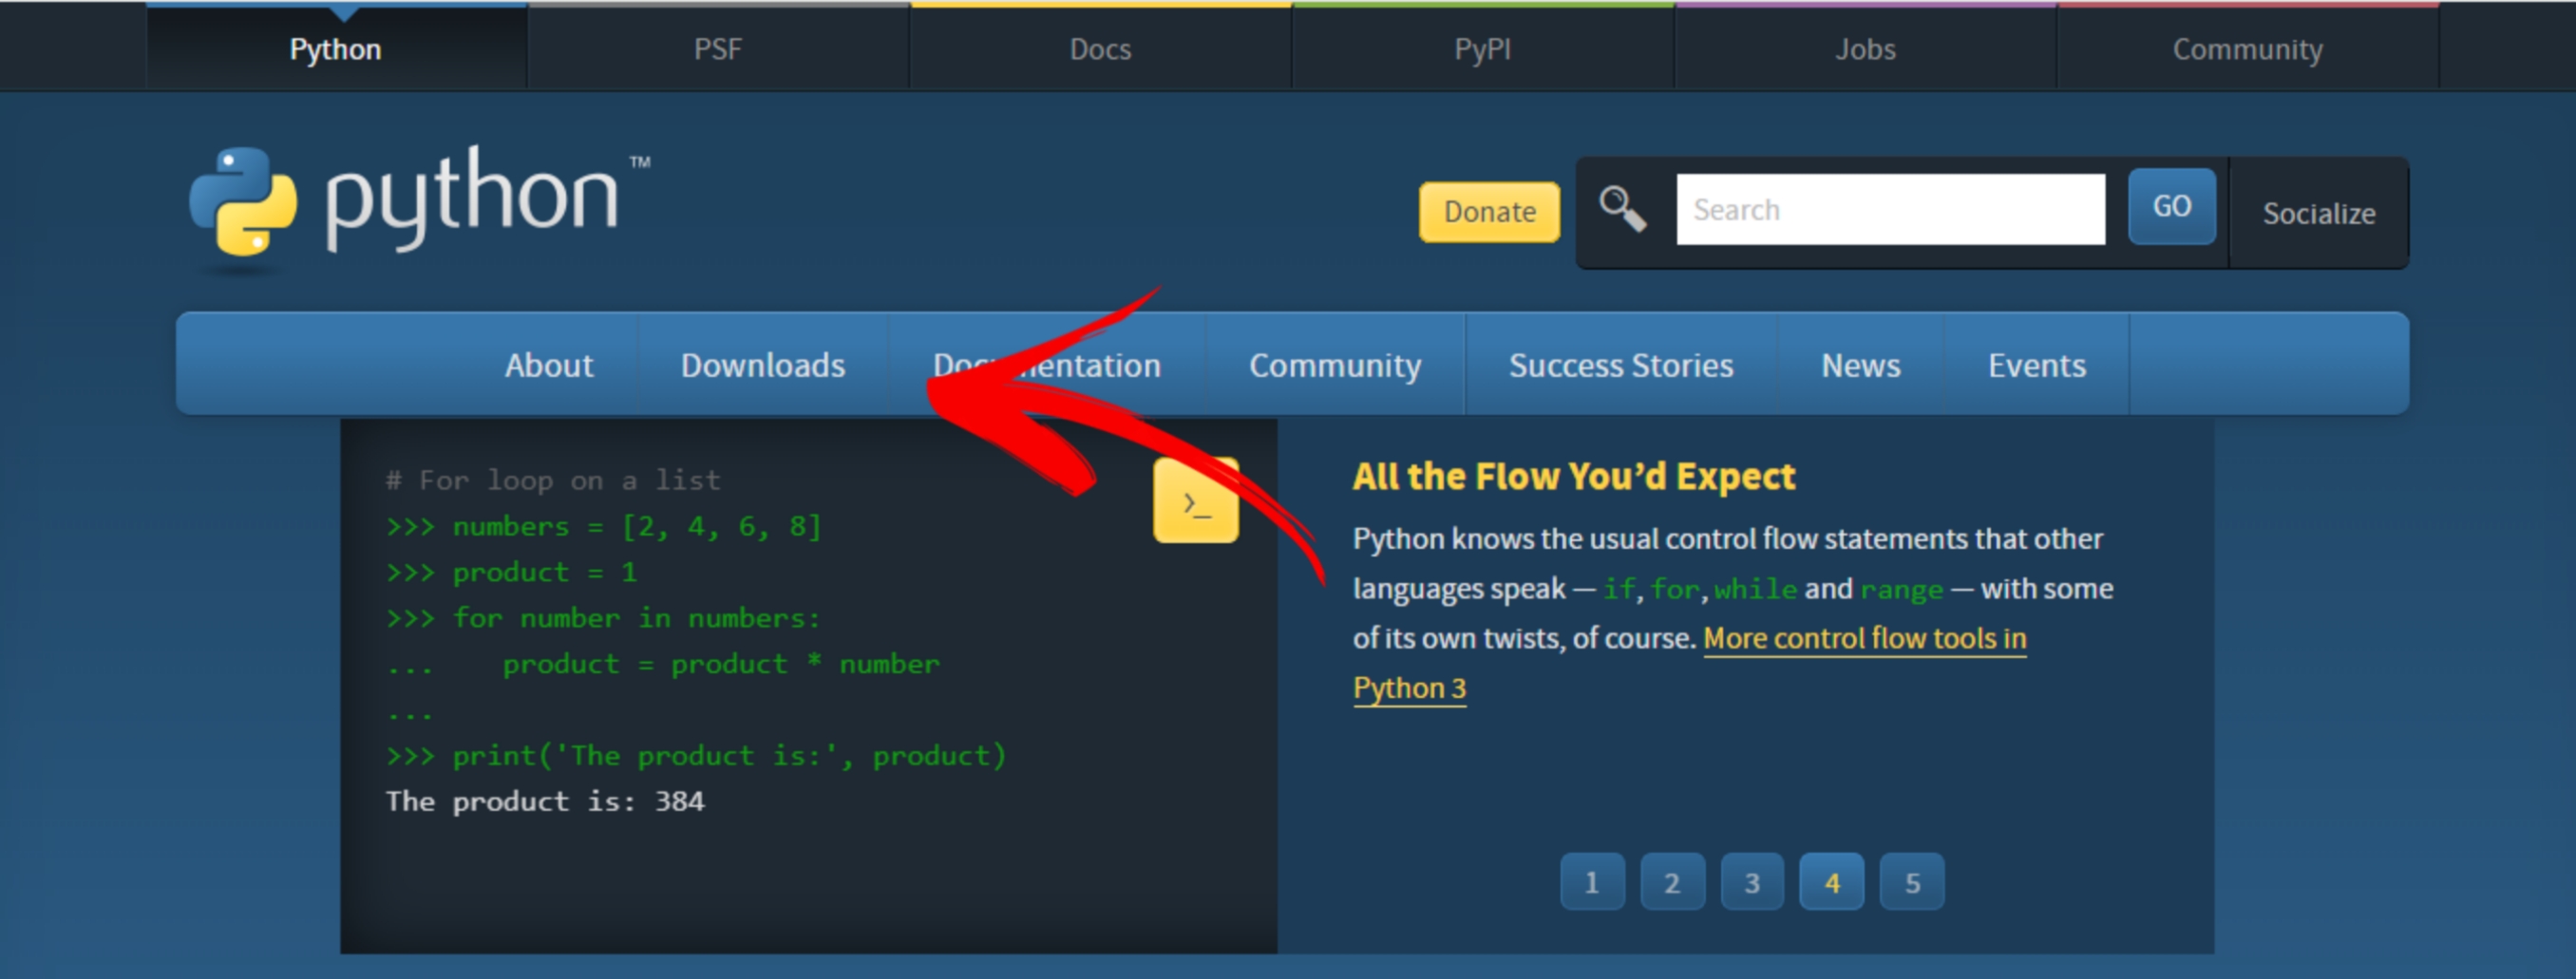 Python PSF Docs PyPI Jobs Community
python™
Donate Search GO Socialize
About Downloads Documentation Community Success Stories News Events
# For loop on a list
>>> numbers = [2, 4, 6, 8]
>>> product = 1
>>> for number in numbers:
...    product = product * number
...
>>> print('The product is:', product)
The product is: 384
>_
All the Flow You’d Expect
Python knows the usual control flow statements that other
languages speak — if, for, while and range — with some
of its own twists, of course. More control flow tools in
Python 3
1 2 3 4 5